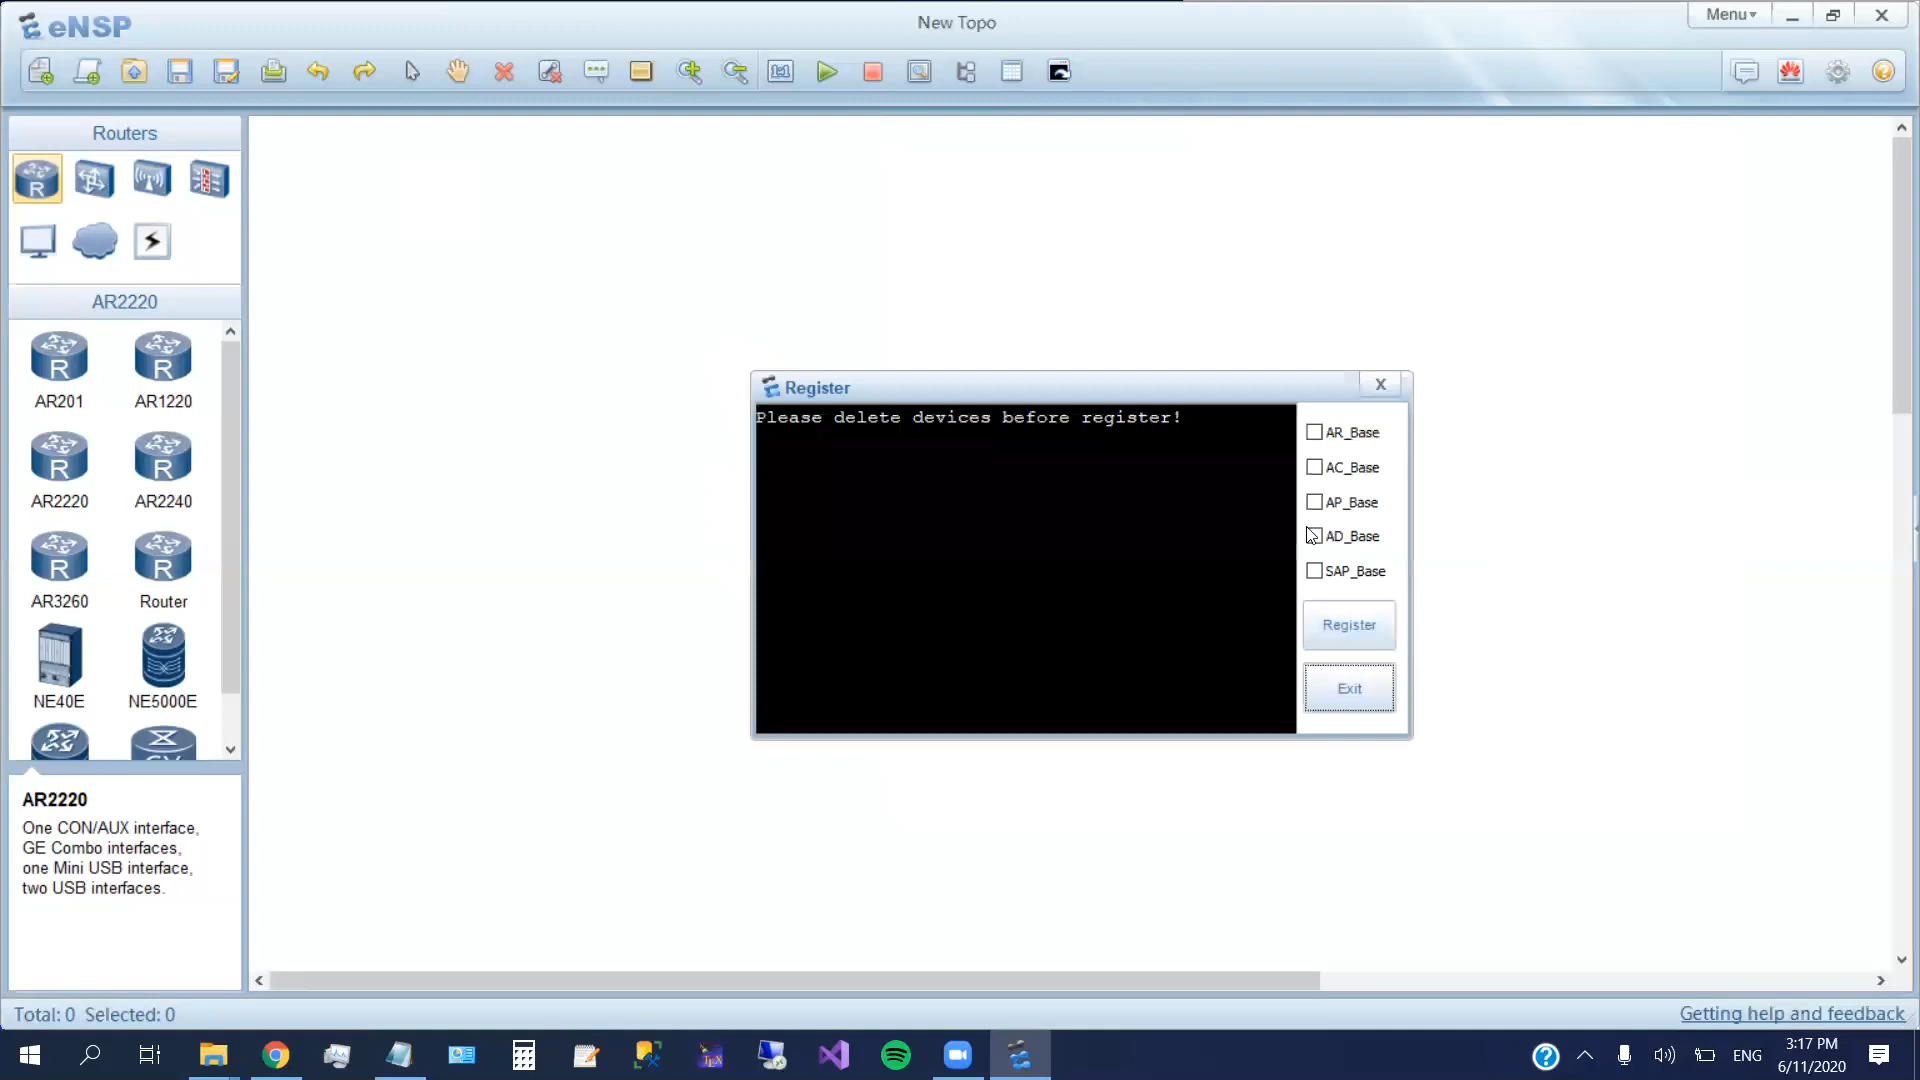 eNSP
New Topo
Menu
Routers
AR2220
AR201
AR1220
AR2220
AR2240
AR3260
Router
NE40E
NE5000E
AR2220
One CON/AUX interface,
GE Combo interfaces,
one Mini USB interface,
two USB interfaces.
Register
X
Please delete devices before register!
AR_Base
AC_Base
AP_Base
AD_Base
SAP_Base
Register
Exit
Total: 0 Selected: 0
Getting help and feedback
ENG
3:17 PM
6/11/2020